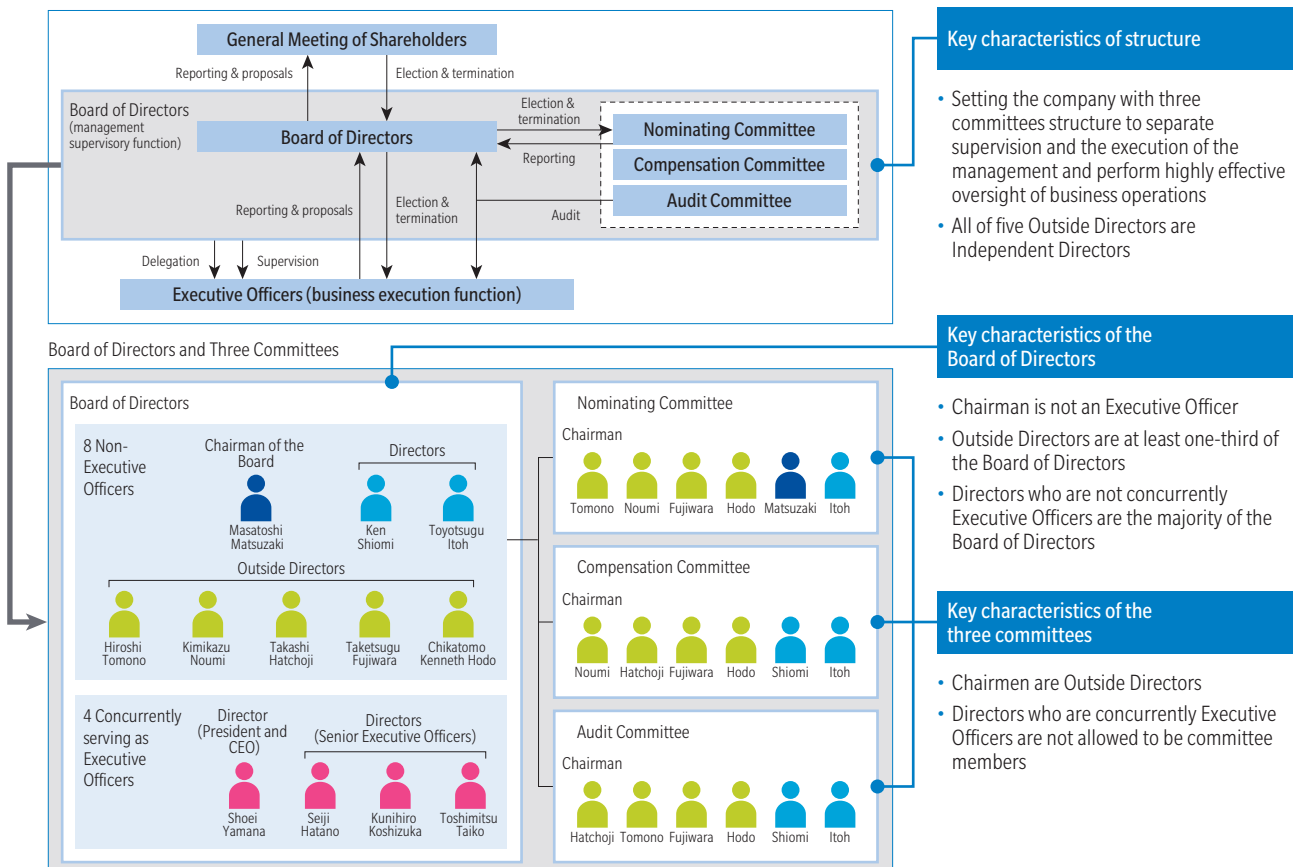 General Meeting of Shareholders
Reporting & proposals
Election & termination
Board of Directors
(management
supervisory function)
Board of Directors
Election &
termination
Reporting
Nominating Committee
Compensation Committee
Audit Committee
Reporting & proposals
Election &
termination
Audit
Delegation
Supervision
Executive Officers (business execution function)
Key characteristics of structure
• Setting the company with three
committees structure to separate
supervision and the execution of the
management and perform highly effective
oversight of business operations
• All of five Outside Directors are
Independent Directors
Board of Directors and Three Committees
Board of Directors
8 Non-
Executive
Officers
Chairman of the
Board
Masatoshi
Matsuzaki
Directors
Ken
Shiomi
Toyotsugu
Itoh
Outside Directors
Hiroshi
Tomono
Kimikazu
Noumi
Takashi
Hatchoji
Taketsugu
Fujiwara
Chikatomo
Kenneth Hodo
4 Concurrently
serving as
Executive
Officers
Director
(President and
CEO)
Shoei
Yamana
Directors
(Senior Executive Officers)
Seiji
Hatano
Kunihiro
Koshizuka
Toshimitsu
Taiko
Nominating Committee
Chairman
Tomono Noumi Fujiwara Hodo Matsuzaki Itoh
Compensation Committee
Chairman
Noumi Hatchoji Fujiwara Hodo Shiomi Itoh
Audit Committee
Chairman
Hatchoji Tomono Fujiwara Hodo Shiomi Itoh
Key characteristics of the
Board of Directors
• Chairman is not an Executive Officer
• Outside Directors are at least one-third of
the Board of Directors
• Directors who are not concurrently
Executive Officers are the majority of the
Board of Directors
Key characteristics of the
three committees
• Chairmen are Outside Directors
• Directors who are concurrently Executive
Officers are not allowed to be committee
members